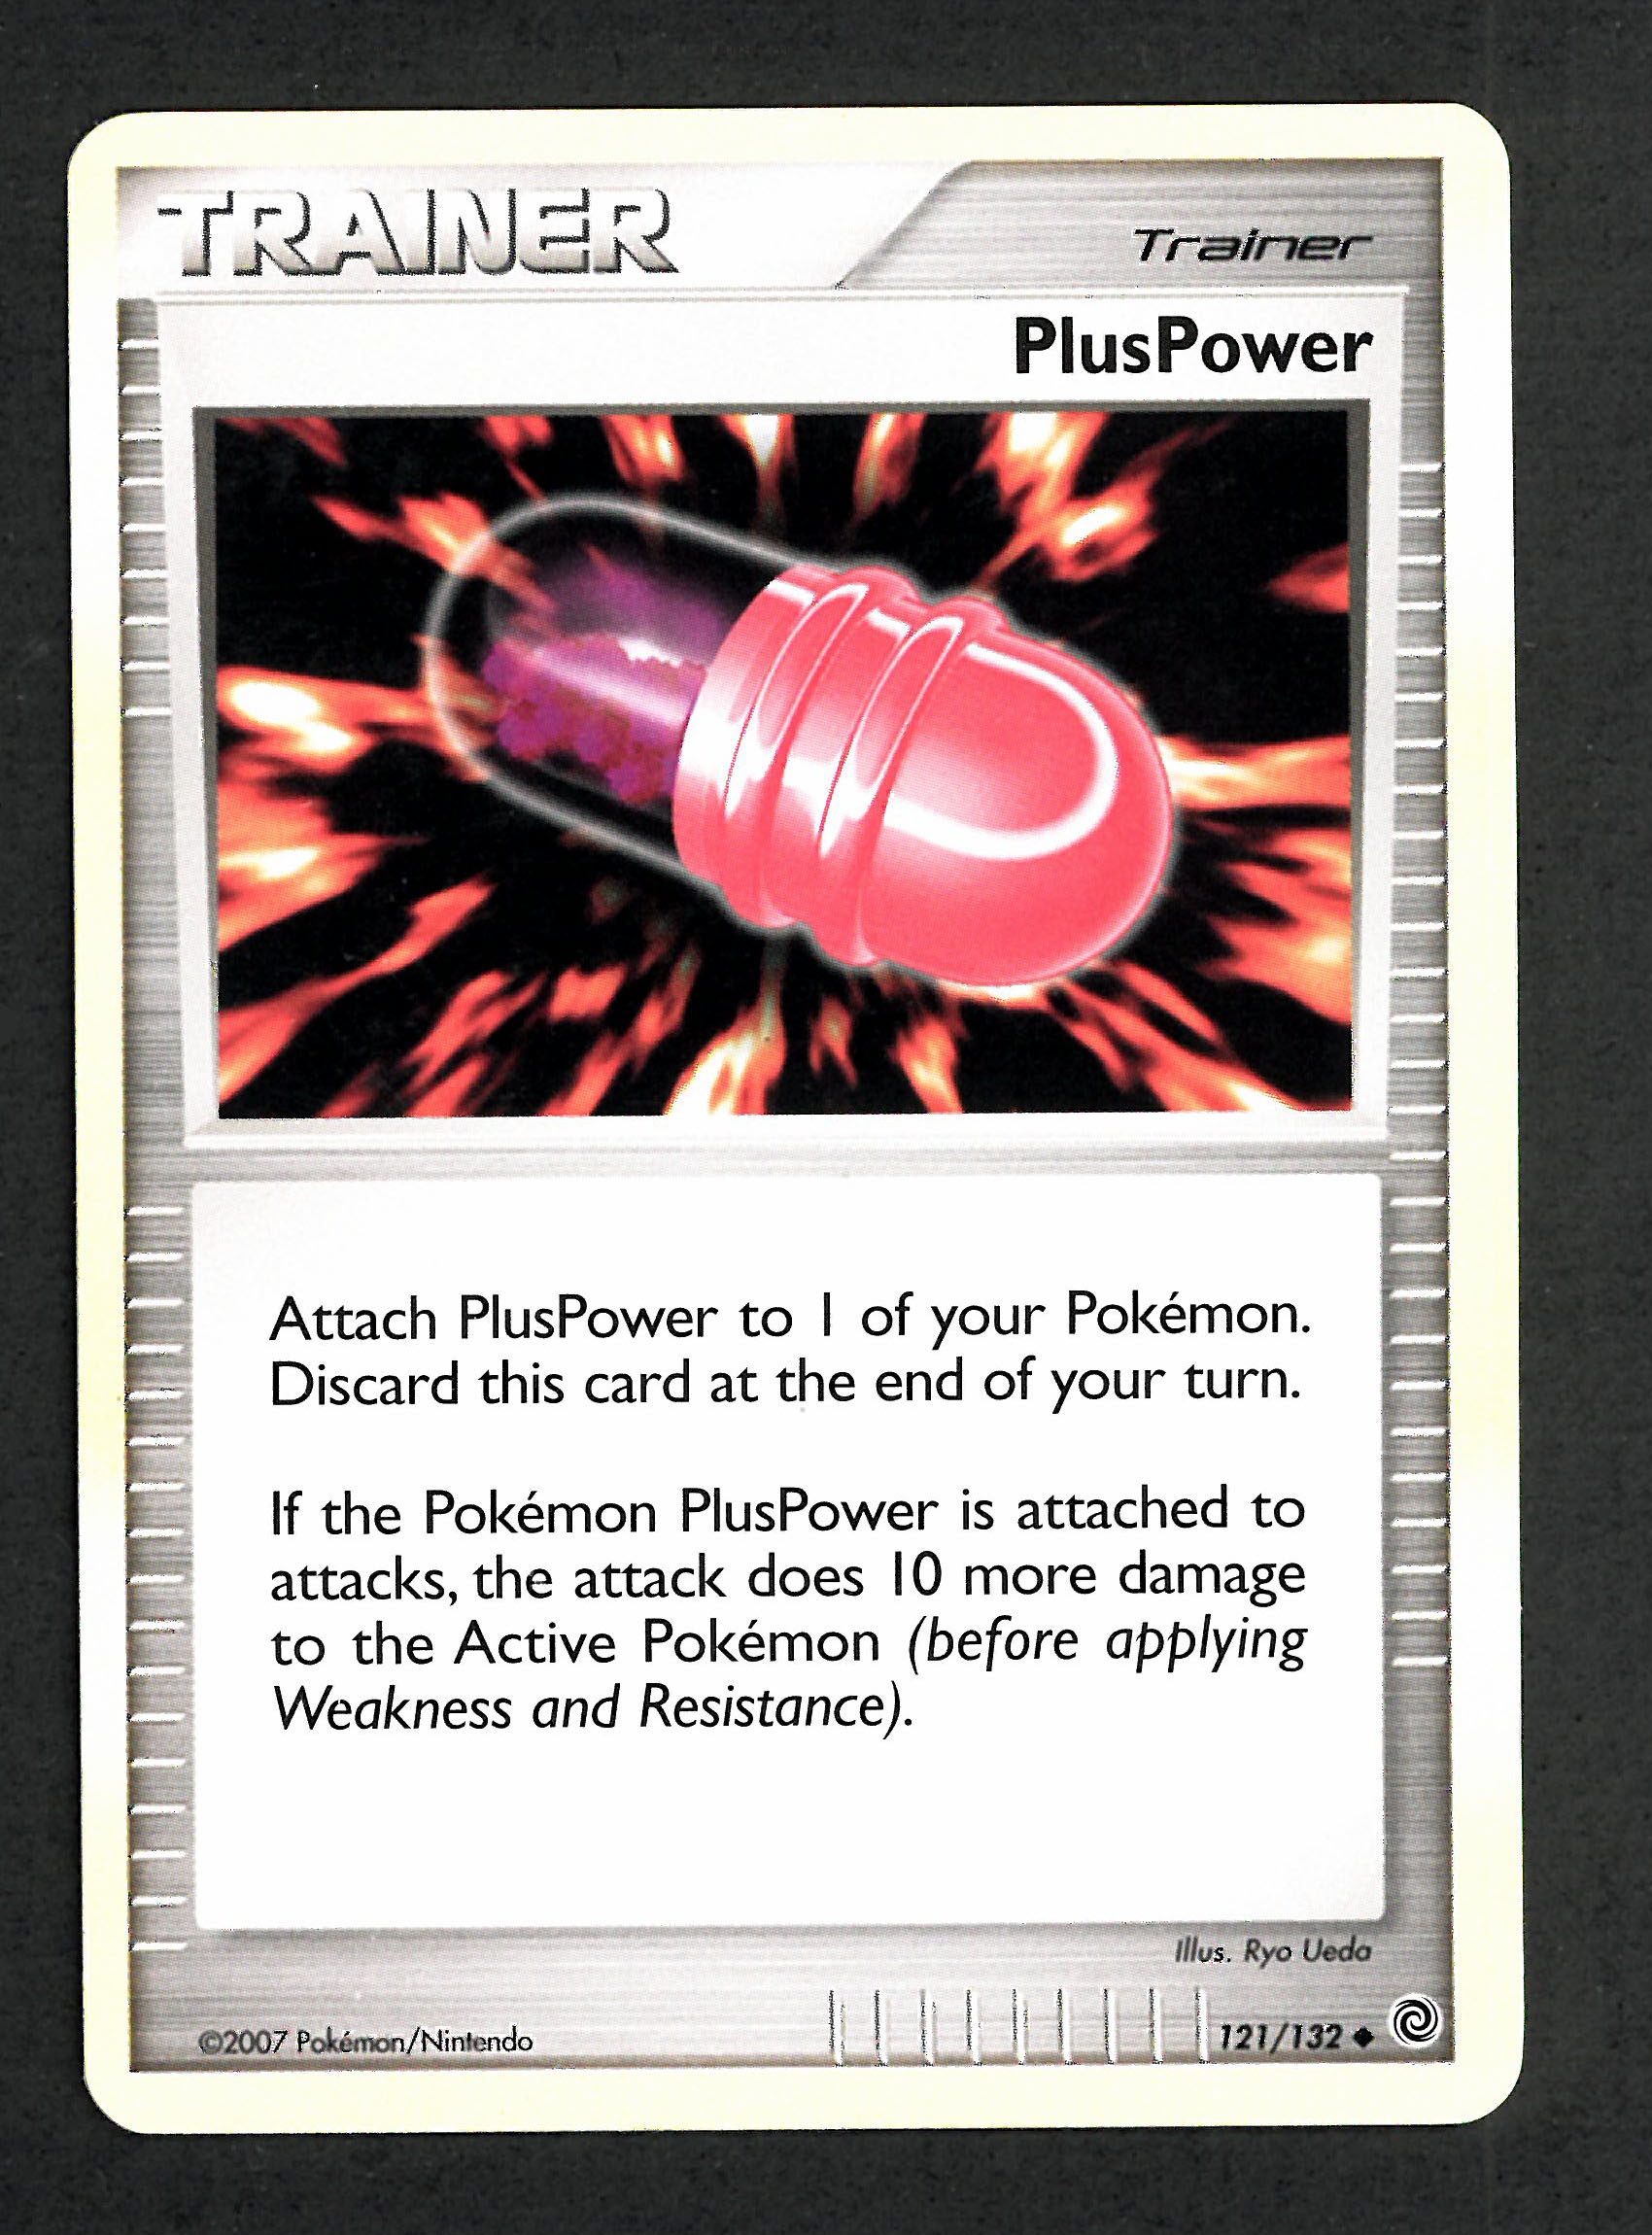 TRAINER
Trainer
PlusPower
Attach PlusPower to 1 of your Pokémon.
Discard this card at the end of your turn.
If the Pokémon PlusPower is attached to
attacks, the attack does 10 more damage
to the Active Pokémon (before applying
Weakness and Resistance).
Illus. Ryo Ueda
©2007 Pokémon/Nintendo
121/132